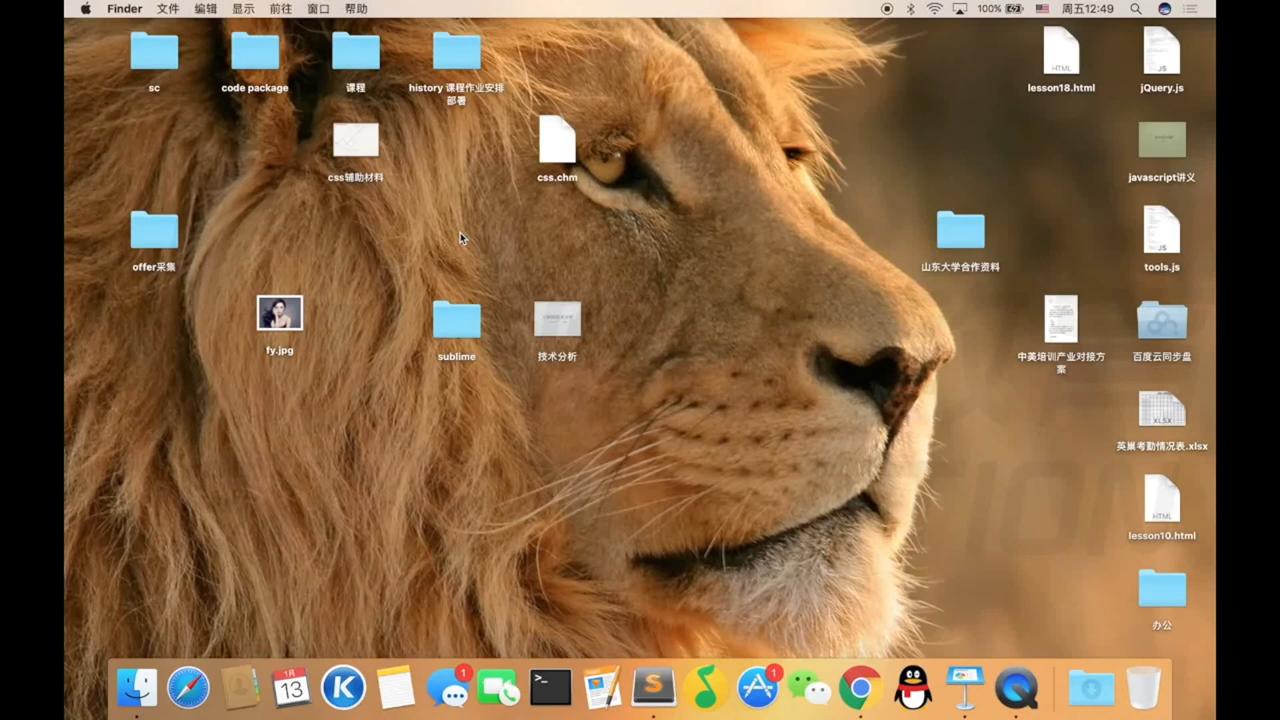 Finder 文件 编辑 显示 前往 窗口 帮助 100% 周五12:49
sc
code package
课程
history 课程作业安排
部署
lesson18.html
HTML
jQuery.js
JS
css辅助材料
css.chm
javascript讲义
offer采集
山东大学合作资料
tools.js
JS
fy.jpg
sublime
技术分析
中美培训产业对接方
案
百度云同步盘
XLSX
英巢考勤情况表.xlsx
HTML
lesson10.html
办公
1月
13
K
1
>_
S
1